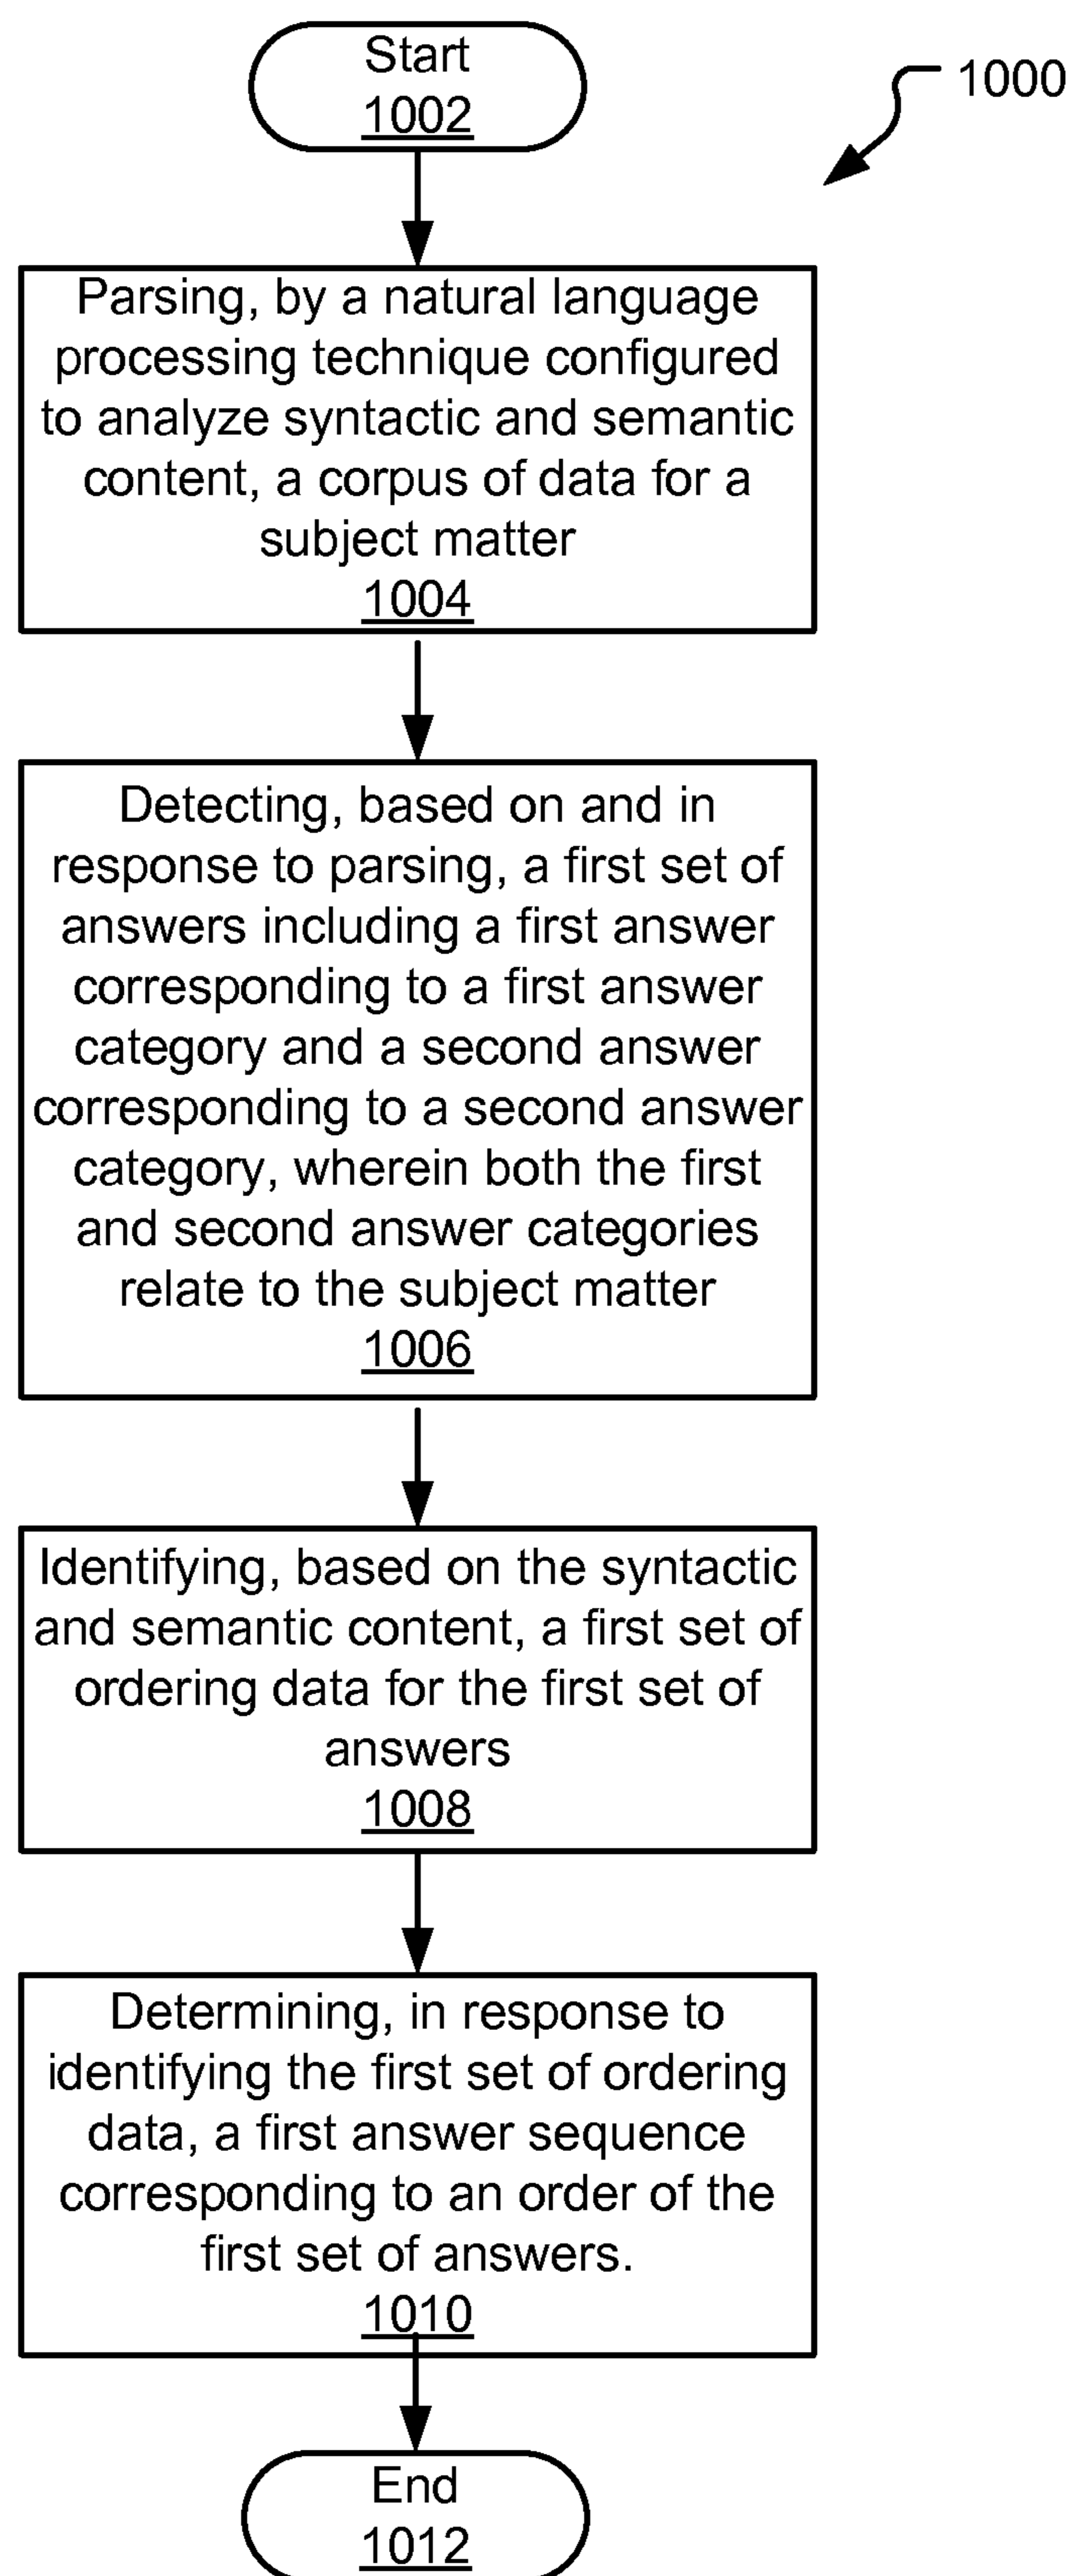 Start
1002
1000
Parsing, by a natural language
processing technique configured
to analyze syntactic and semantic
content, a corpus of data for a
subject matter
1004
Detecting, based on and in
response to parsing, a first set of
answers including a first answer
corresponding to a first answer
category and a second answer
corresponding to a second answer
category, wherein both the first
and second answer categories
relate to the subject matter
1006
Identifying, based on the syntactic
and semantic content, a first set of
ordering data for the first set of
answers
1008
Determining, in response to
identifying the first set of ordering
data, a first answer sequence
corresponding to an order of the
first set of answers.
1010
End
1012